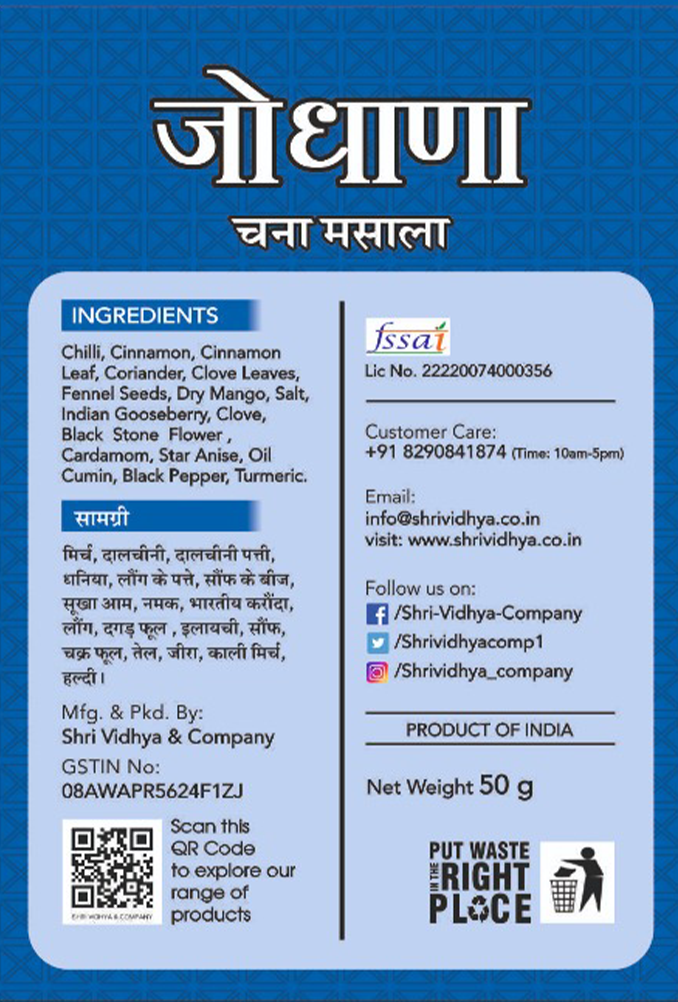 जोधाणा
चना मसाला
INGREDIENTS
Chilli, Cinnamon, Cinnamon
Leaf, Coriander, Clove Leaves,
Fennel Seeds, Dry Mango, Salt,
Indian Gooseberry, Clove,
Black Stone Flower ,
Cardamom, Star Anise, Oil
Cumin, Black Pepper, Turmeric.
सामग्री
मिर्च, दालचीनी, दालचीनी पत्ती,
धनिया, लौंग के पत्ते, सौंफ के बीज,
सूखा आम, नमक, भारतीय करौंदा,
लौंग, दगड़ फूल , इलायची, सौंफ,
चक्र फूल, तेल, जीरा, काली मिर्च,
हल्दी।
Mfg. & Pkd. By:
Shri Vidhya & Company
GSTIN No:
08AWAPR5624F1ZJ
Scan this
QR Code
to explore our
range of
products
SHRI VIDHYA & COMPANY
fssai
Lic No. 22220074000356
Customer Care:
+91 8290841874 (Time: 10am-5pm)
Email:
info@shrividhya.co.in
visit: www.shrividhya.co.in
Follow us on:
/Shri-Vidhya-Company
/Shrividhyacomp1
/Shrividhya_company
PRODUCT OF INDIA
Net Weight 50 g
PUT WASTE
IN THE RIGHT
PLACE